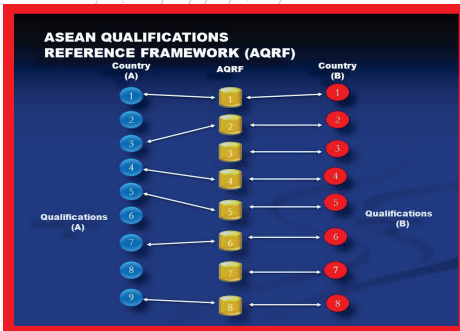 ASEAN QUALIFICATIONS
REFERENCE FRAMEWORK (AQRF)
Country
(A)
AQRF
Country
(B)
1
1
1
2
2
2
3
3
3
4
4
4
5
5
5
Qualifications
(A)
6
6
6
Qualifications
(B)
7
7
7
8
8
8
9